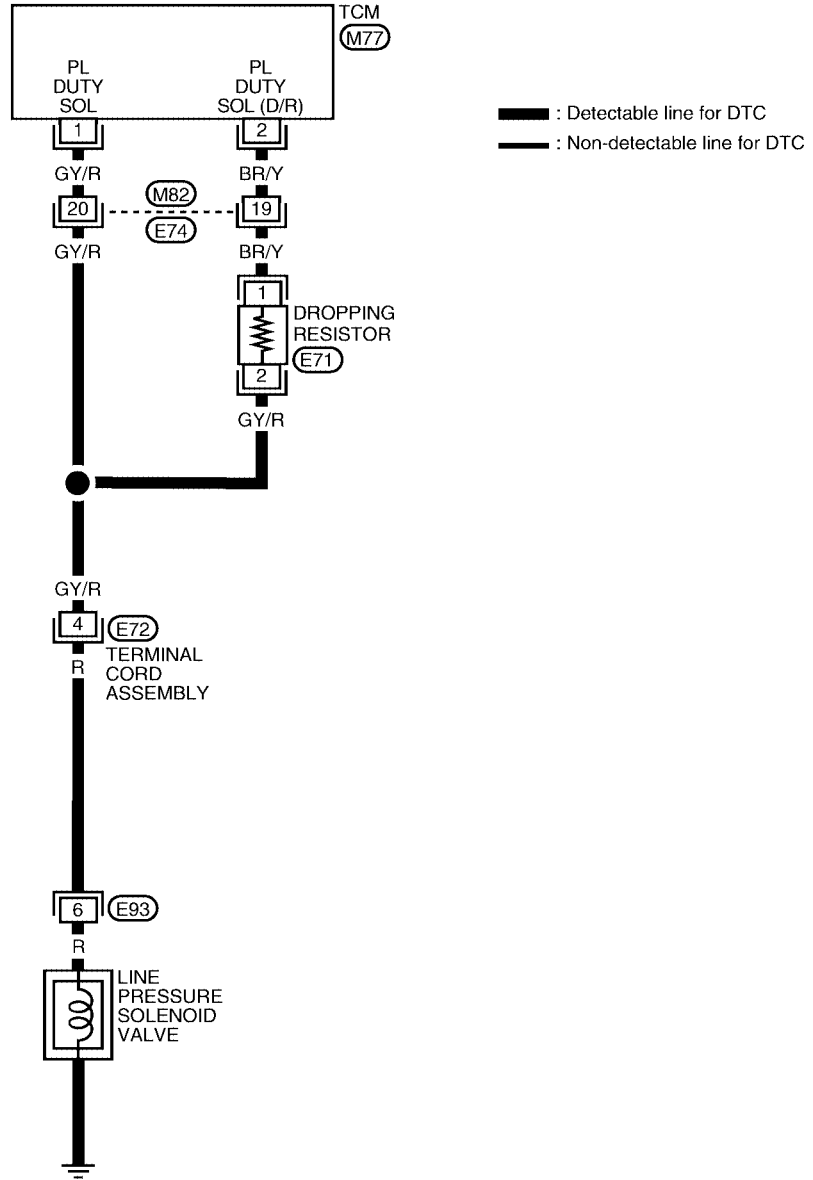 TCM
M77
PL
DUTY
SOL
PL
DUTY
SOL (D/R)
1
2
: Detectable line for DTC
: Non-detectable line for DTC
GY/R
BR/Y
M82
20
19
E74
GY/R
BR/Y
1
DROPPING
RESISTOR
E71
2
GY/R
GY/R
4
E72
TERMINAL
CORD
ASSEMBLY
R
6
E93
R
LINE
PRESSURE
SOLENOID
VALVE